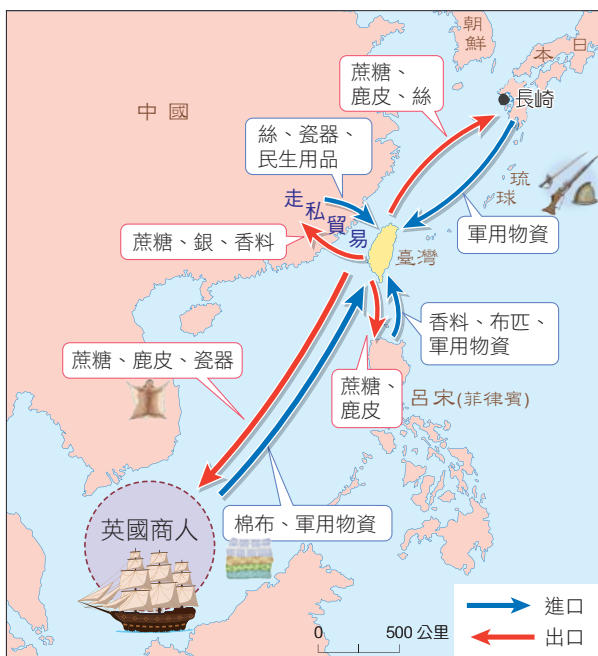 朝鮮
日本
中國
長崎
蔗糖、
鹿皮、絲
絲、瓷器、
民生用品
琉球
走私貿易
軍用物資
蔗糖、銀、香料
臺灣
香料、布匹、
軍用物資
蔗糖、鹿皮、瓷器
蔗糖、
鹿皮
呂宋(菲律賓)
棉布、軍用物資
英國商人
進口
出口
0 500 公里